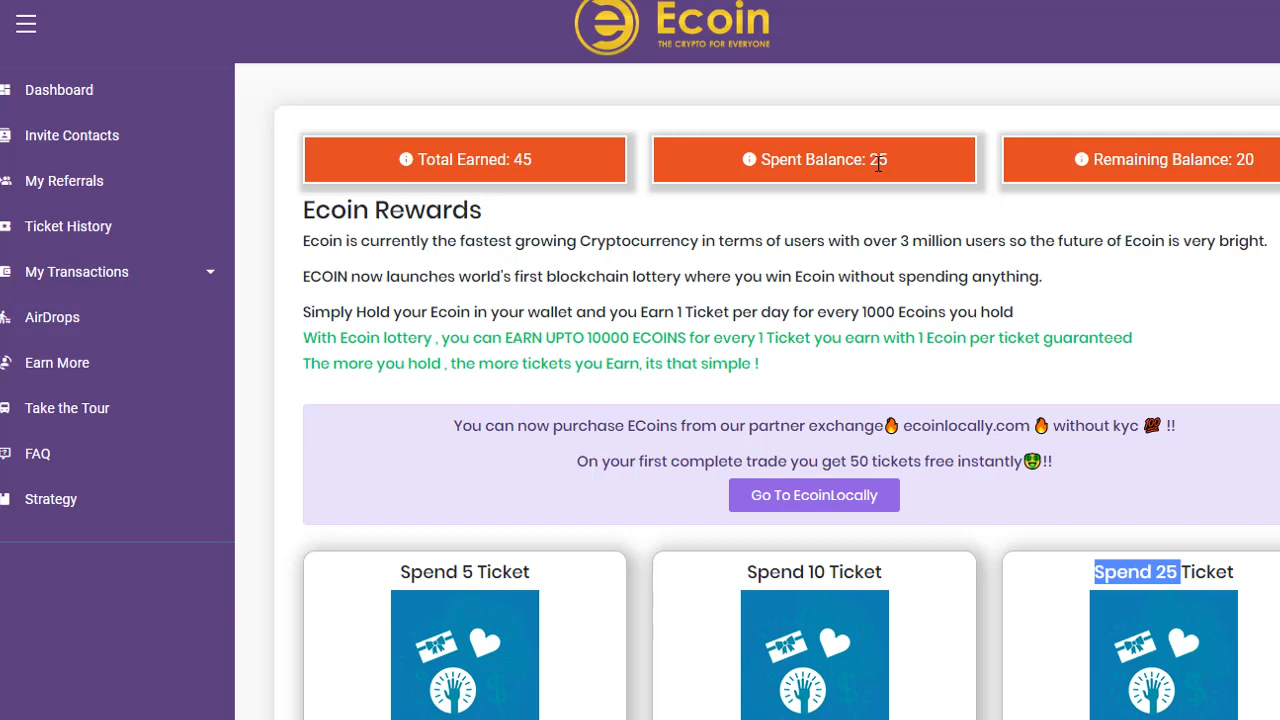 Ecoin
THE CRYPTO FOR EVERYONE
Dashboard
Invite Contacts
My Referrals
Ticket History
My Transactions
AirDrops
Earn More
Take the Tour
FAQ
Strategy
Total Earned: 45
Spent Balance: 25
Remaining Balance: 20
Ecoin Rewards
Ecoin is currently the fastest growing Cryptocurrency in terms of users with over 3 million users so the future of Ecoin is very bright.
ECOIN now launches world's first blockchain lottery where you win Ecoin without spending anything.
Simply Hold your Ecoin in your wallet and you Earn 1 Ticket per day for every 1000 Ecoins you hold
With Ecoin lottery , you can EARN UPTO 10000 ECOINS for every 1 Ticket you earn with 1 Ecoin per ticket guaranteed
The more you hold , the more tickets you Earn, its that simple !
You can now purchase ECoins from our partner exchange🔥 ecoinlocally.com 🔥 without kyc 💯 !!
On your first complete trade you get 50 tickets free instantly🤑!!
Go To EcoinLocally
Spend 5 Ticket
Spend 10 Ticket
Spend 25 Ticket